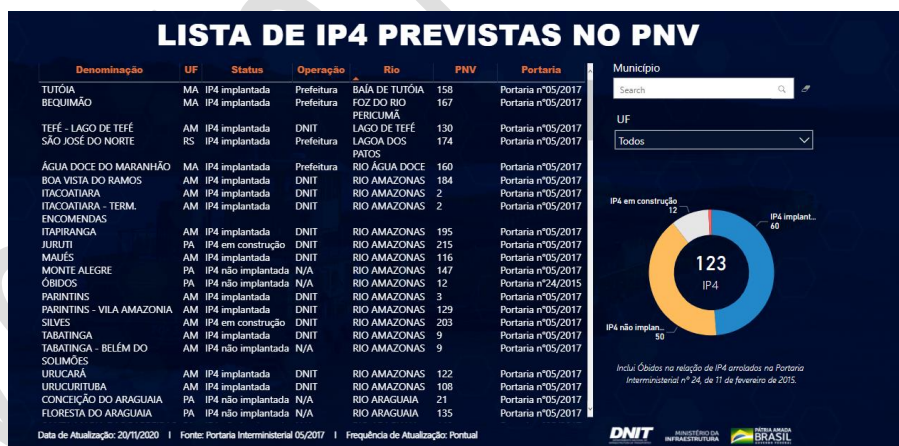 LISTA DE IP4 PREVISTAS NO PNV
Denominação UF Status Operação Rio PNV Portaria
TUTÓIA MA IP4 implantada Prefeitura BAÍA DE TUTÓIA 158 Portaria nº05/2017
BEQUIMÃO MA IP4 implantada Prefeitura FOZ DO RIO 167 Portaria nº05/2017
PERICUMÃ
TEFÉ - LAGO DE TEFÉ AM IP4 implantada DNIT LAGO DE TEFÉ 130 Portaria nº05/2017
SÃO JOSÉ DO NORTE RS IP4 implantada Prefeitura LAGOA DOS 174 Portaria nº05/2017
PATOS
ÁGUA DOCE DO MARANHÃO MA IP4 implantada Prefeitura RIO ÁGUA DOCE 160 Portaria nº05/2017
BOA VISTA DO RAMOS AM IP4 implantada DNIT RIO AMAZONAS 184 Portaria nº05/2017
ITACOATIARA AM IP4 implantada DNIT RIO AMAZONAS 2 Portaria nº05/2017
ITACOATIARA - TERM. AM IP4 implantada DNIT RIO AMAZONAS 2 Portaria nº05/2017
ENCOMENDAS
ITAPIRANGA AM IP4 implantada DNIT RIO AMAZONAS 195 Portaria nº05/2017
JURUTI PA IP4 em construção DNIT RIO AMAZONAS 215 Portaria nº05/2017
MAUÉS AM IP4 implantada DNIT RIO AMAZONAS 116 Portaria nº05/2017
MONTE ALEGRE PA IP4 não implantada N/A RIO AMAZONAS 147 Portaria nº05/2017
ÓBIDOS PA IP4 não implantada N/A RIO AMAZONAS 12 Portaria nº24/2015
PARINTINS AM IP4 implantada DNIT RIO AMAZONAS 3 Portaria nº05/2017
PARINTINS - VILA AMAZONIA AM IP4 implantada DNIT RIO AMAZONAS 129 Portaria nº05/2017
SILVES AM IP4 em construção DNIT RIO AMAZONAS 203 Portaria nº05/2017
TABATINGA AM IP4 implantada DNIT RIO AMAZONAS 9 Portaria nº05/2017
TABATINGA - BELÉM DO AM IP4 não implantada N/A RIO AMAZONAS 9 Portaria nº05/2017
SOLIMÕES
URUCARÁ AM IP4 implantada DNIT RIO AMAZONAS 122 Portaria nº05/2017
URUCURITUBA AM IP4 implantada DNIT RIO AMAZONAS 108 Portaria nº05/2017
CONCEIÇÃO DO ARAGUAIA PA IP4 não implantada N/A RIO ARAGUAIA 21 Portaria nº05/2017
FLORESTA DO ARAGUAIA PA IP4 não implantada N/A RIO ARAGUAIA 135 Portaria nº05/2017
Data de Atualização: 20/11/2020 | Fonte: Portaria Interministerial 05/2017 | Frequência de Atualização: Pontual
Município
Search
UF
Todos
IP4 em construção
12
IP4 implant...
60
123
IP4
IP4 não implan...
50
Inclui Óbidos na relação de IP4 arrolados na Portaria
Interministerial nº 24, de 11 de fevereiro de 2015.
DNIT
MINISTÉRIO DA
INFRAESTRUTURA
PÁTRIA AMADA
BRASIL